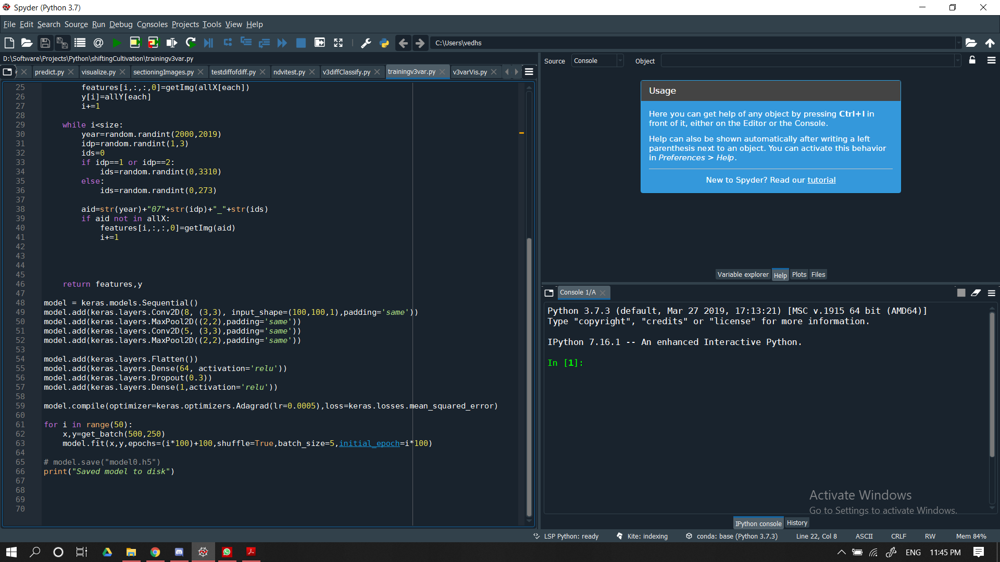 Spyder (Python 3.7)
File Edit Search Source Run Debug Consoles Projects Tools View Help
C:\Users\vedhs
D:\Software\Projects\Python\shiftingCultivation\trainingv3var.py
predict.py visualize.py sectioningImages.py testdiffofdiff.py ndvitest.py v3diffClassify.py trainingv3var.py v3varVis.py
25 features[i,:,:,0]=getImg(allX[each])
26 y[i]=allY[each]
27 i+=1
28
29 while i<size:
30 year=random.randint(2000,2019)
31 idp=random.randint(1,3)
32 ids=0
33 if idp==1 or idp==2:
34 ids=random.randint(0,3310)
35 else:
36 ids=random.randint(0,273)
37
38 aid=str(year)+"07"+str(idp)+"_"+str(ids)
39 if aid not in allX:
40 features[i,:,:,0]=getImg(aid)
41 i+=1
42
43
44
45
46 return features,y
47
48 model = keras.models.Sequential()
49 model.add(keras.layers.Conv2D(8, (3,3), input_shape=(100,100,1),padding='same'))
50 model.add(keras.layers.MaxPool2D((2,2),padding='same'))
51 model.add(keras.layers.Conv2D(5, (3,3),padding='same'))
52 model.add(keras.layers.MaxPool2D((2,2),padding='same'))
53
54 model.add(keras.layers.Flatten())
55 model.add(keras.layers.Dense(64, activation='relu'))
56 model.add(keras.layers.Dropout(0.3))
57 model.add(keras.layers.Dense(1,activation='relu'))
58
59 model.compile(optimizer=keras.optimizers.Adagrad(lr=0.0005),loss=keras.losses.mean_squared_error)
60
61 for i in range(50):
62 x,y=get_batch(500,250)
63 model.fit(x,y,epochs=(i*100)+100,shuffle=True,batch_size=5,initial_epoch=i*100)
64
65 # model.save("model0.h5")
66 print("Saved model to disk")
67
68
69
70
Source Console Object
Usage
Here you can get help of any object by pressing Ctrl+I in
front of it, either on the Editor or the Console.
Help can also be shown automatically after writing a left
parenthesis next to an object. You can activate this behavior
in Preferences > Help.
New to Spyder? Read our tutorial
Variable explorer Help Plots Files
Console 1/A
Python 3.7.3 (default, Mar 27 2019, 17:13:21) [MSC v.1915 64 bit (AMD64)]
Type "copyright", "credits" or "license" for more information.
IPython 7.16.1 -- An enhanced Interactive Python.
In [1]:
Activate Windows
Go to Settings to activate Windows.
IPython console History
LSP Python: ready Kite: indexing conda: base (Python 3.7.3) Line 22, Col 8 ASCII CRLF RW Mem 84%
ENG 11:45 PM